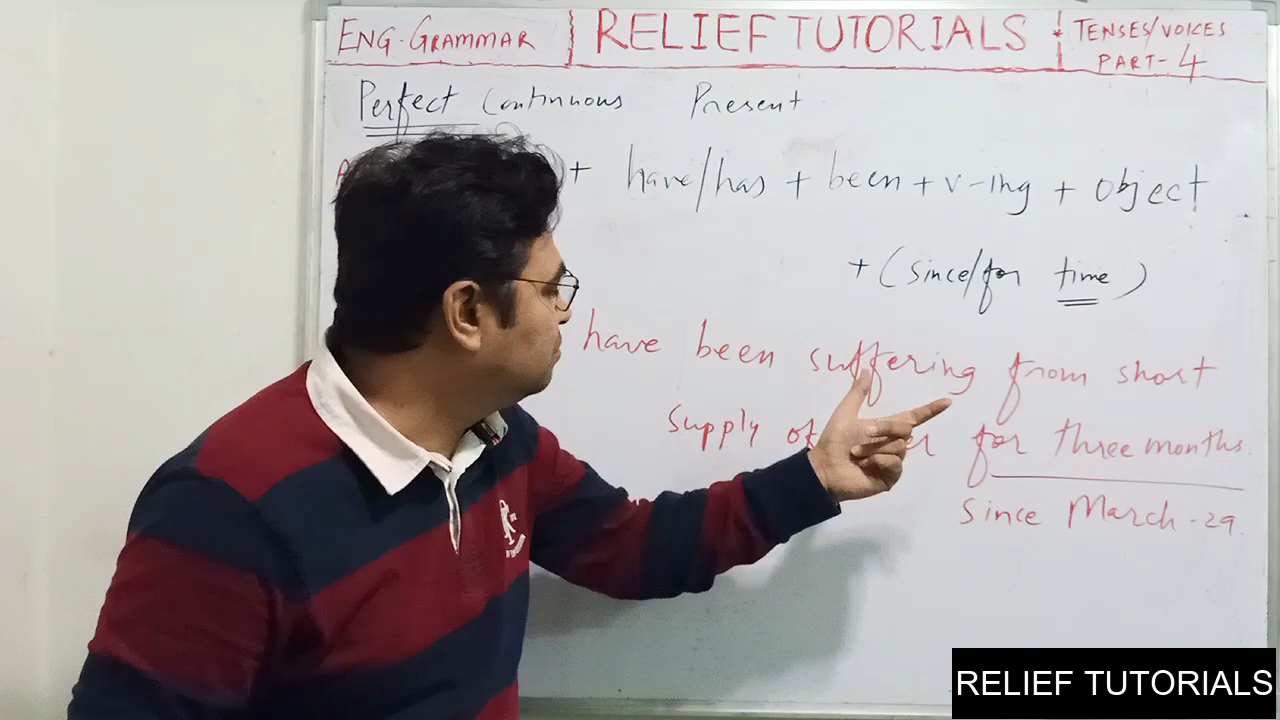 ENG-GRAMMAR
RELIEF TUTORIALS
TENSES/VOICES
PART-4
Perfect Continuous Present
+ have/has + been + v-ing + object
+ (since/for time)
have been suffering from short
supply of for three months.
since March-29
RELIEF TUTORIALS